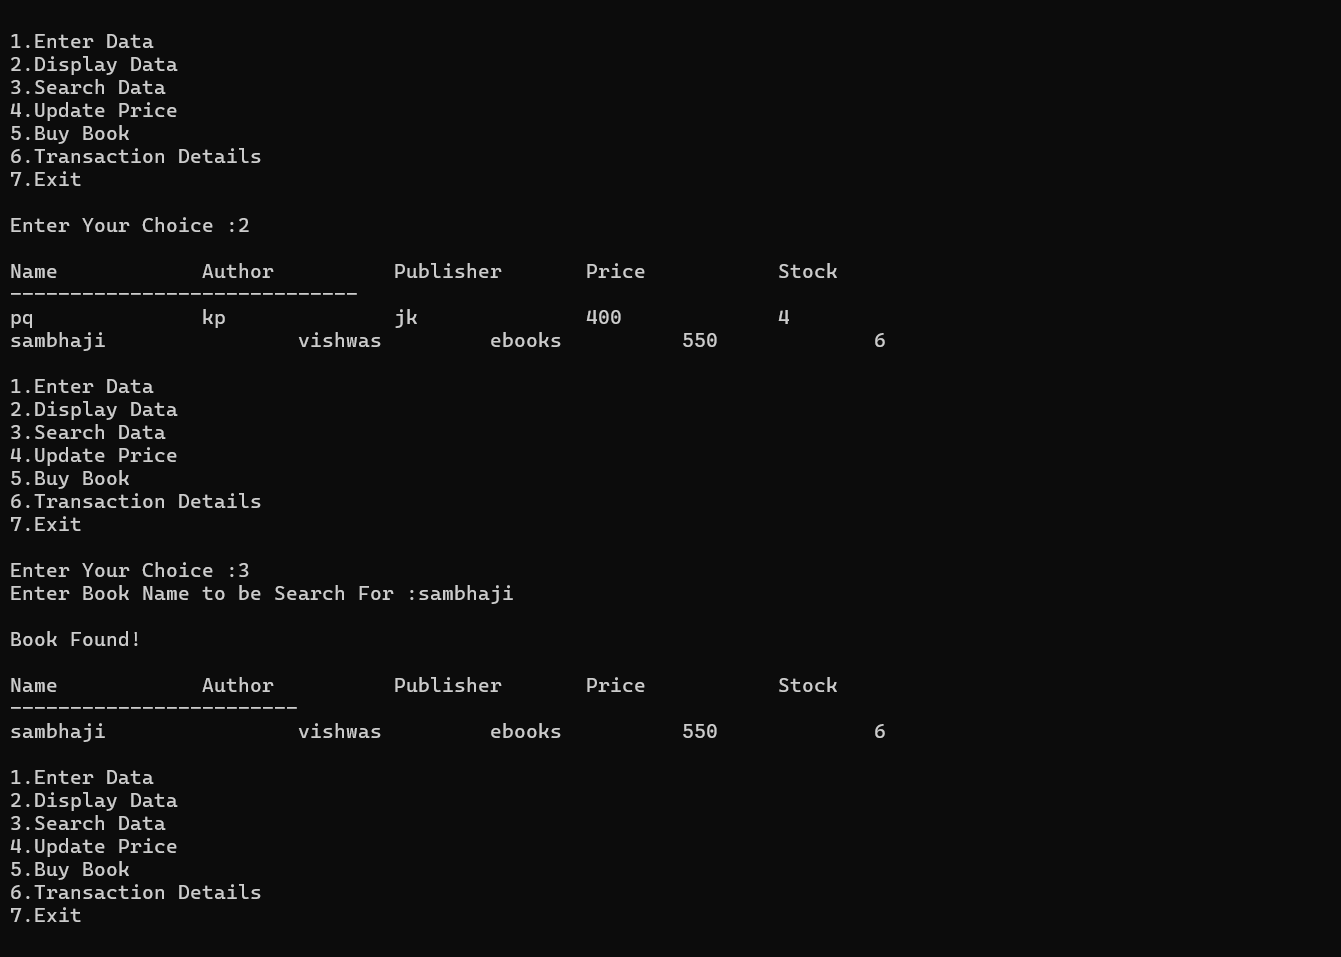 1.Enter Data
2.Display Data
3.Search Data
4.Update Price
5.Buy Book
6.Transaction Details
7.Exit
Enter Your Choice :2
Name Author Publisher Price Stock
-----------------------------
pq kp jk 400 4
sambhaji vishwas ebooks 550 6
1.Enter Data
2.Display Data
3.Search Data
4.Update Price
5.Buy Book
6.Transaction Details
7.Exit
Enter Your Choice :3
Enter Book Name to be Search For :sambhaji
Book Found!
Name Author Publisher Price Stock
------------------------
sambhaji vishwas ebooks 550 6
1.Enter Data
2.Display Data
3.Search Data
4.Update Price
5.Buy Book
6.Transaction Details
7.Exit